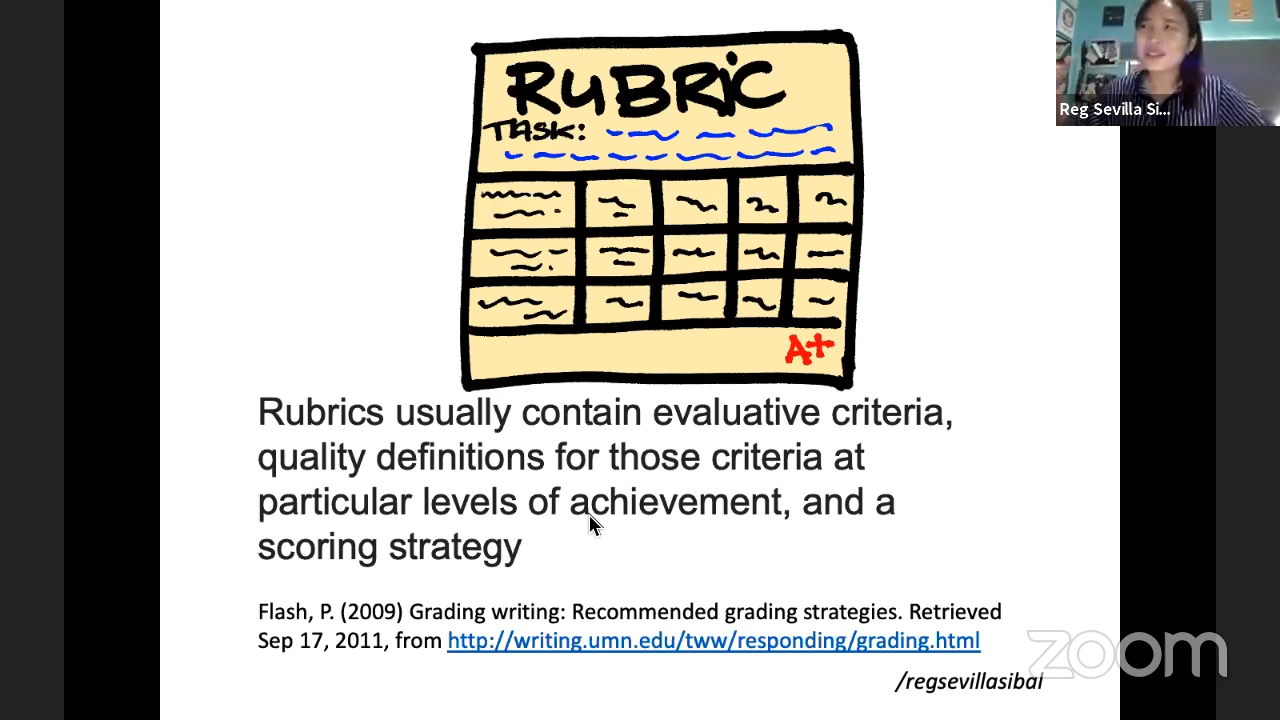 RUBRIC
TASK:
A+
Reg Sevilla Si...
Rubrics usually contain evaluative criteria,
quality definitions for those criteria at
particular levels of achievement, and a
scoring strategy
Flash, P. (2009) Grading writing: Recommended grading strategies. Retrieved
Sep 17, 2011, from http://writing.umn.edu/tww/responding/grading.html
zoom
/regsevillasibal